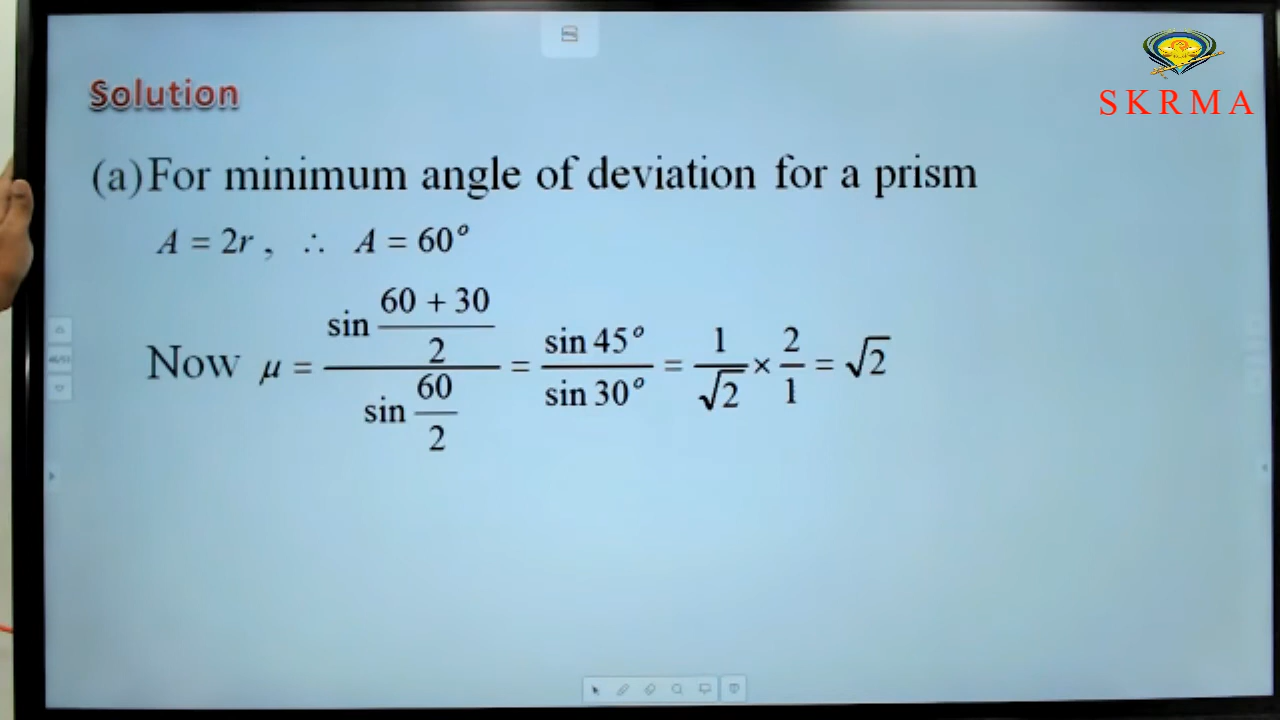 SKRMA
Solution
(a) For minimum angle of deviation for a prism
A = 2r , ∴ A = 60°
Now μ = (sin (60 + 30)/2) / (sin 60/2) = sin 45° / sin 30° = 1/√2 × 2/1 = √2